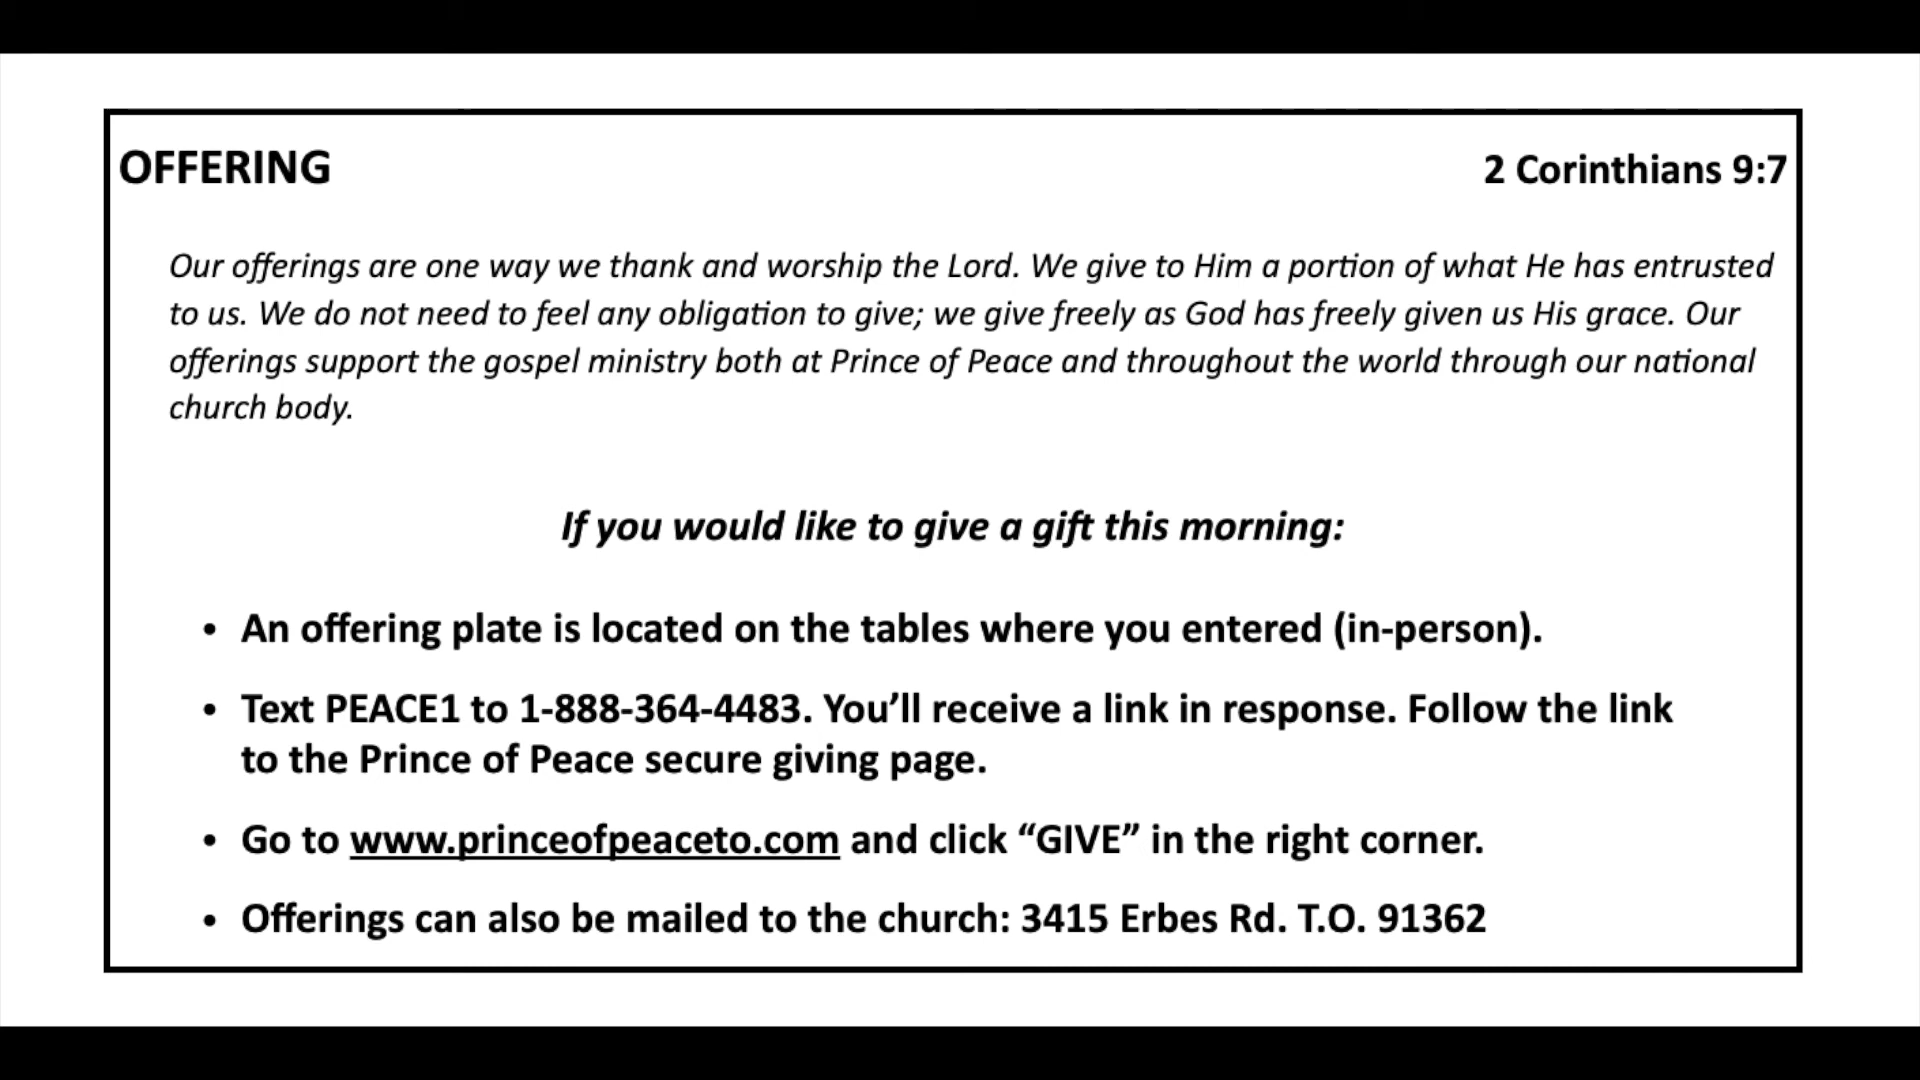 OFFERING 2 Corinthians 9:7
Our offerings are one way we thank and worship the Lord. We give to Him a portion of what He has entrusted
to us. We do not need to feel any obligation to give; we give freely as God has freely given us His grace. Our
offerings support the gospel ministry both at Prince of Peace and throughout the world through our national
church body.
If you would like to give a gift this morning:
• An offering plate is located on the tables where you entered (in-person).
• Text PEACE1 to 1-888-364-4483. You’ll receive a link in response. Follow the link
to the Prince of Peace secure giving page.
• Go to www.princeofpeaceto.com and click “GIVE” in the right corner.
• Offerings can also be mailed to the church: 3415 Erbes Rd. T.O. 91362